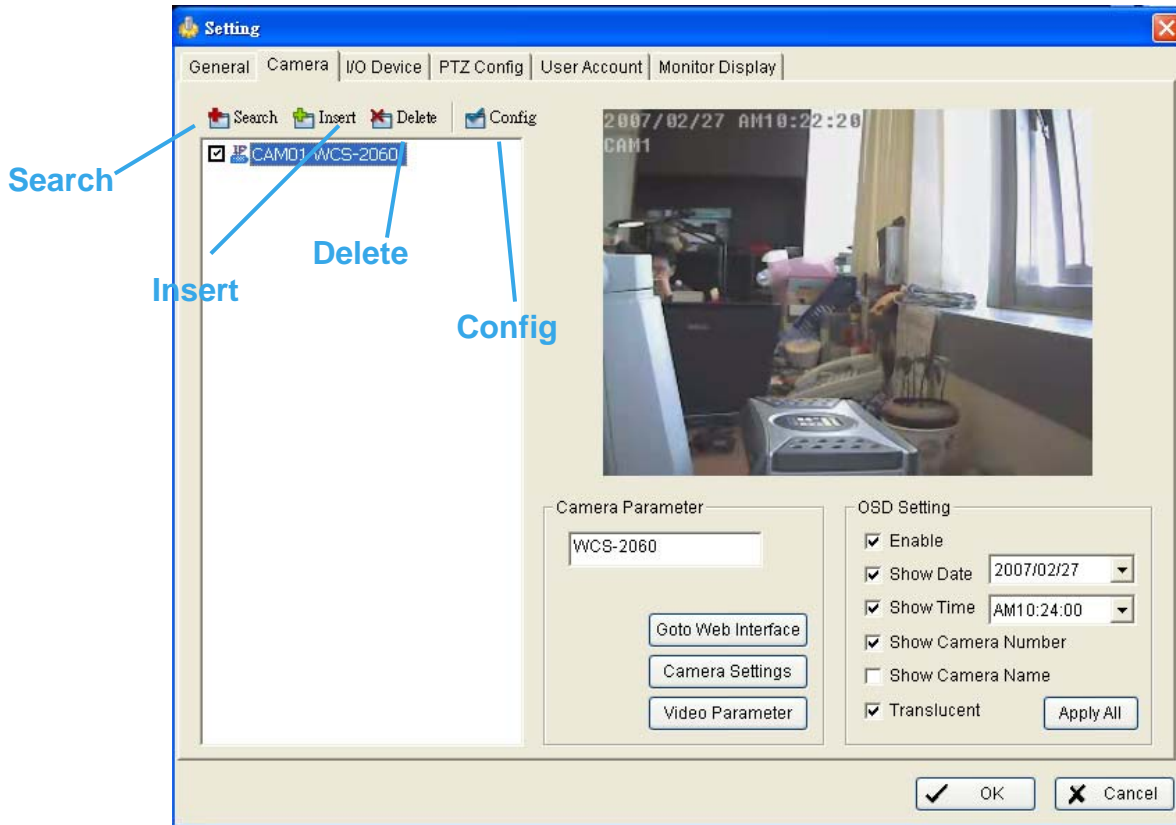 Setting
General Camera I/O Device PTZ Config User Account Monitor Display
Search Insert Delete Config
2007/02/27 AM10:22:20
CAM1
CAM01 WCS-2060
Search
Delete
Insert
Config
Camera Parameter
WCS-2060
Goto Web Interface
Camera Settings
Video Parameter
OSD Setting
Enable
Show Date 2007/02/27
Show Time AM10:24:00
Show Camera Number
Show Camera Name
Translucent Apply All
OK Cancel